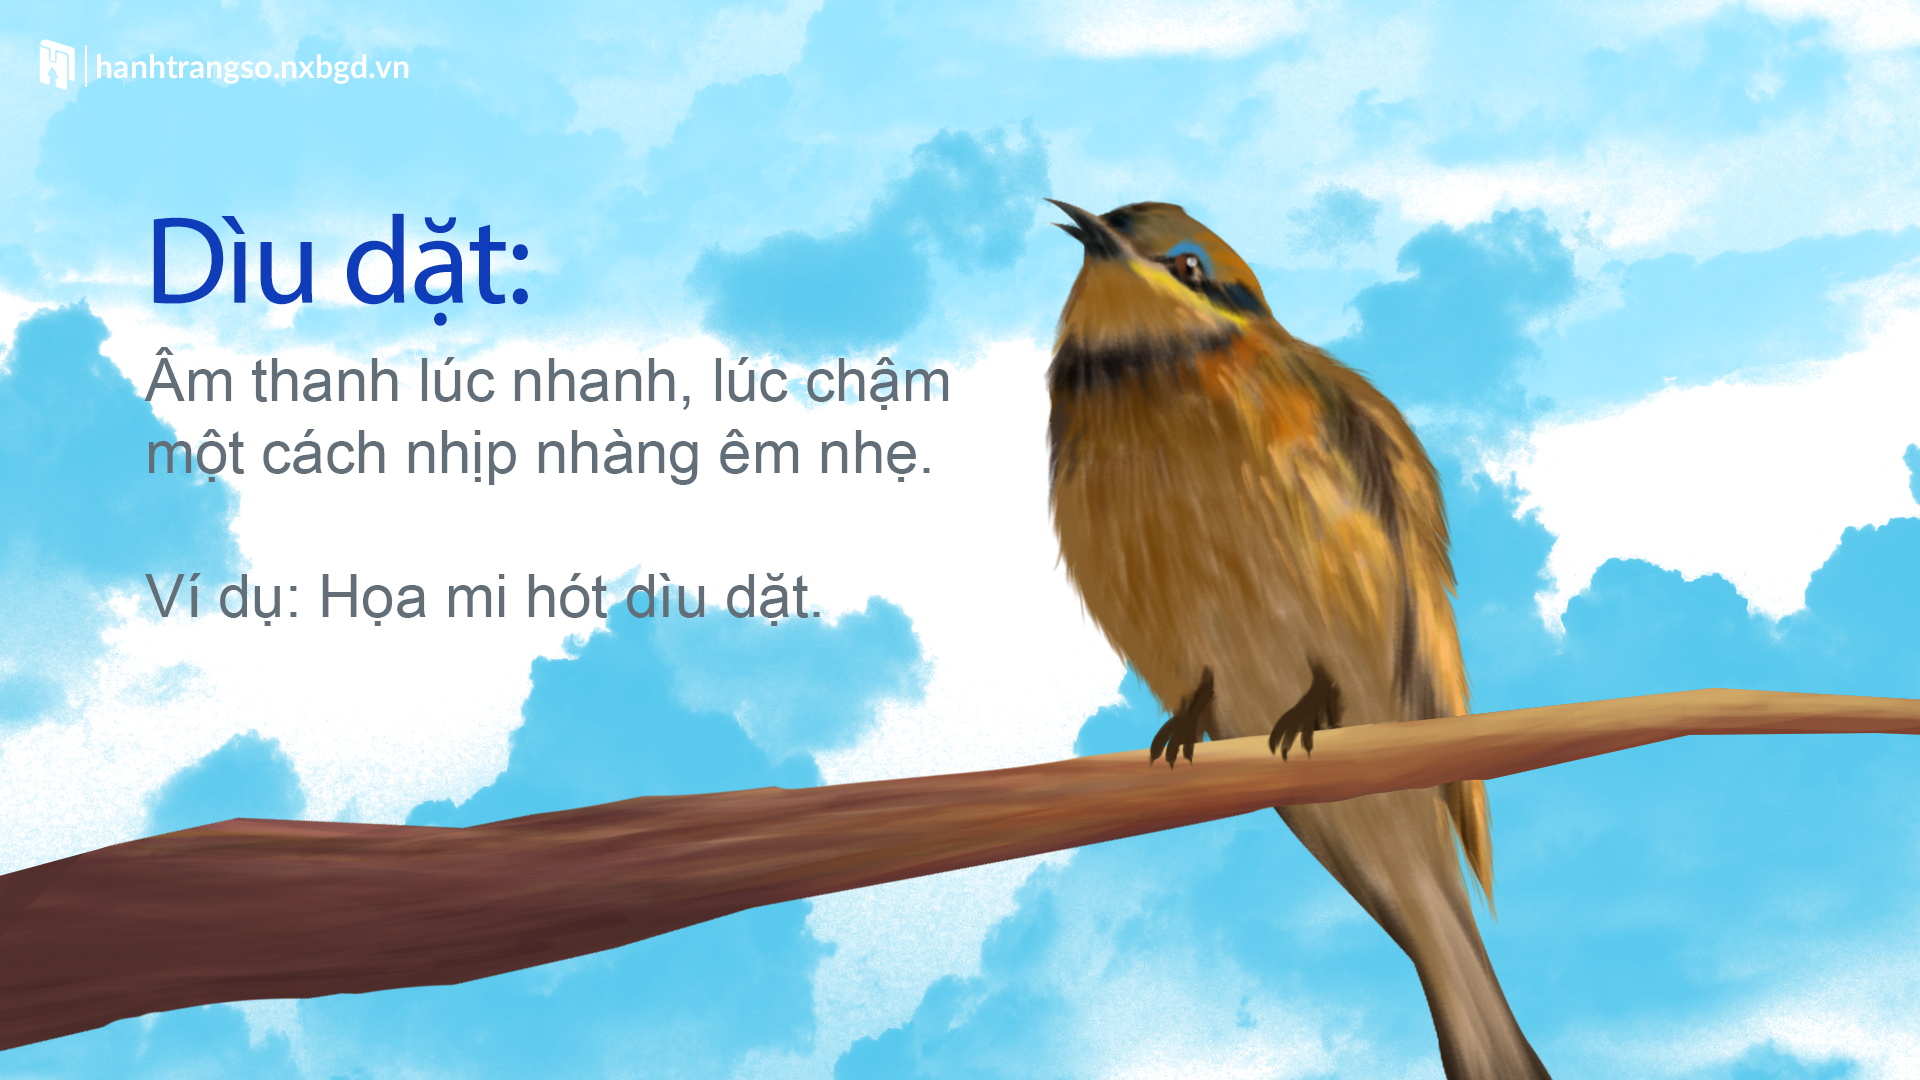 hanhtrangso.nxbgd.vn
Dìu dặt:
Âm thanh lúc nhanh, lúc chậm
một cách nhịp nhàng êm nhẹ.
Ví dụ: Họa mi hót dìu dặt.